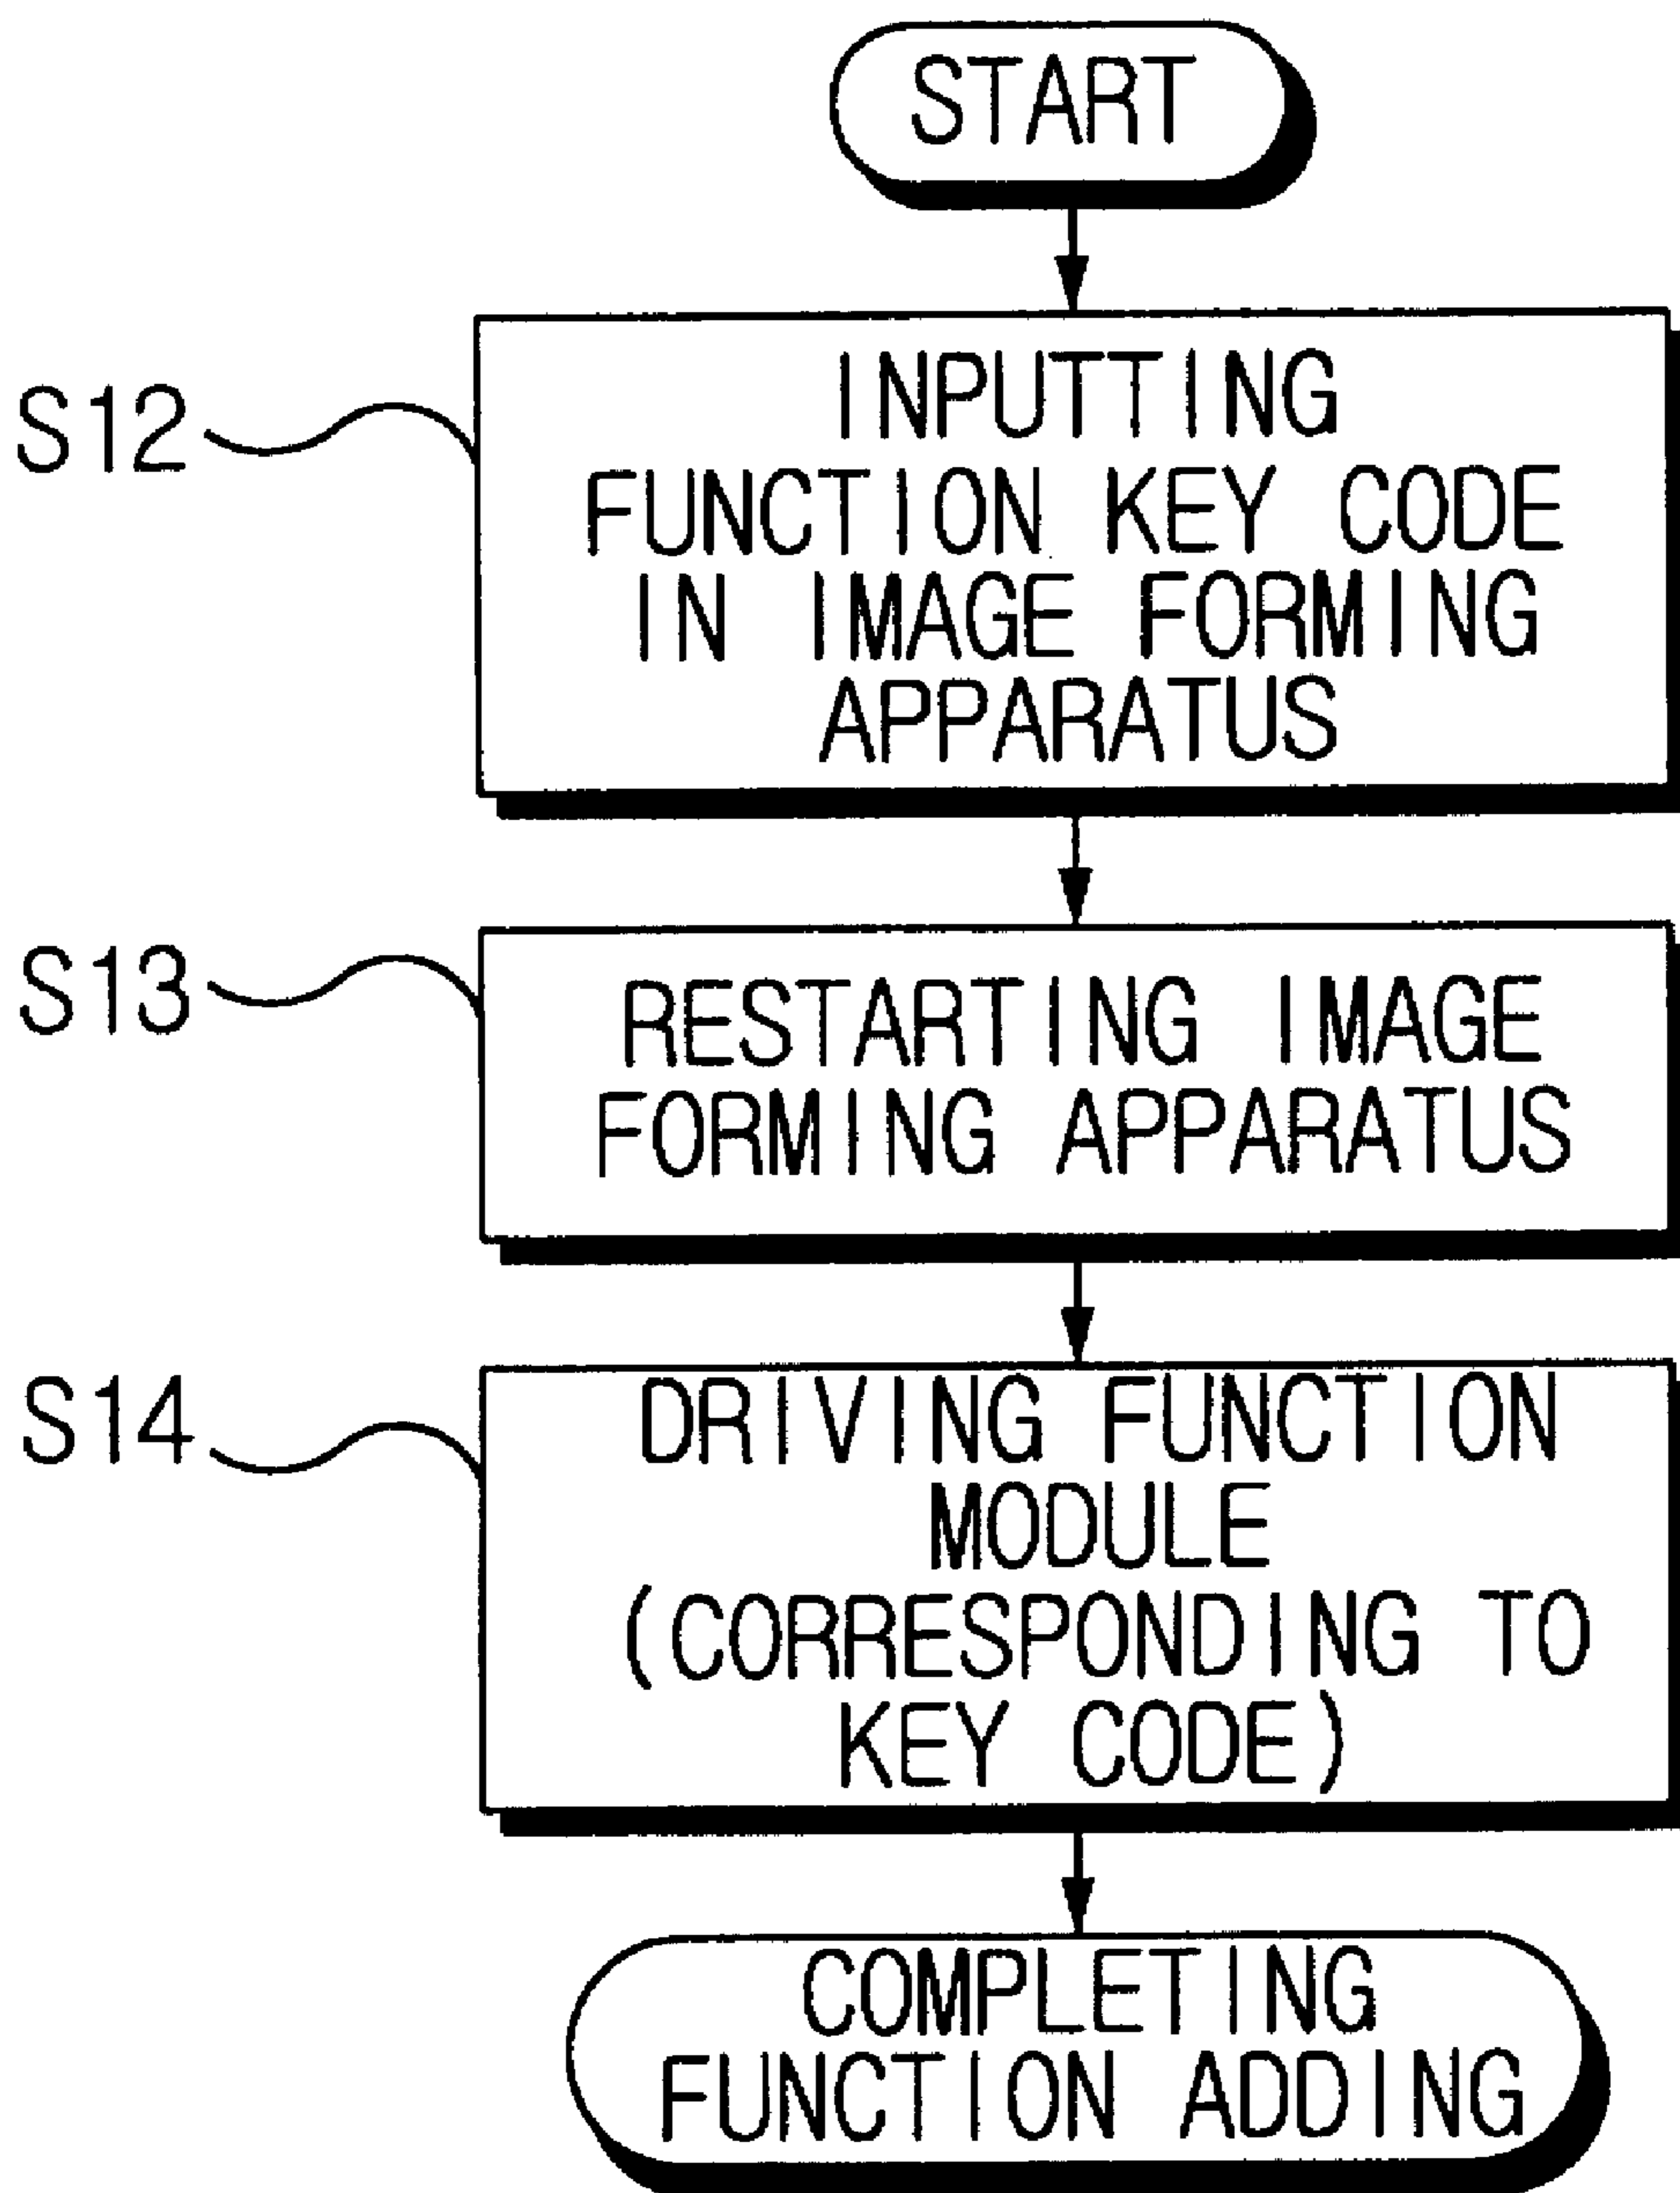 START
S12
INPUTTING
FUNCTION KEY CODE
IN IMAGE FORMING
APPARATUS
S13
RESTARTING IMAGE
FORMING APPARATUS
S14
DRIVING FUNCTION
MODULE
(CORRESPONDING TO
KEY CODE)
COMPLETING
FUNCTION ADDING